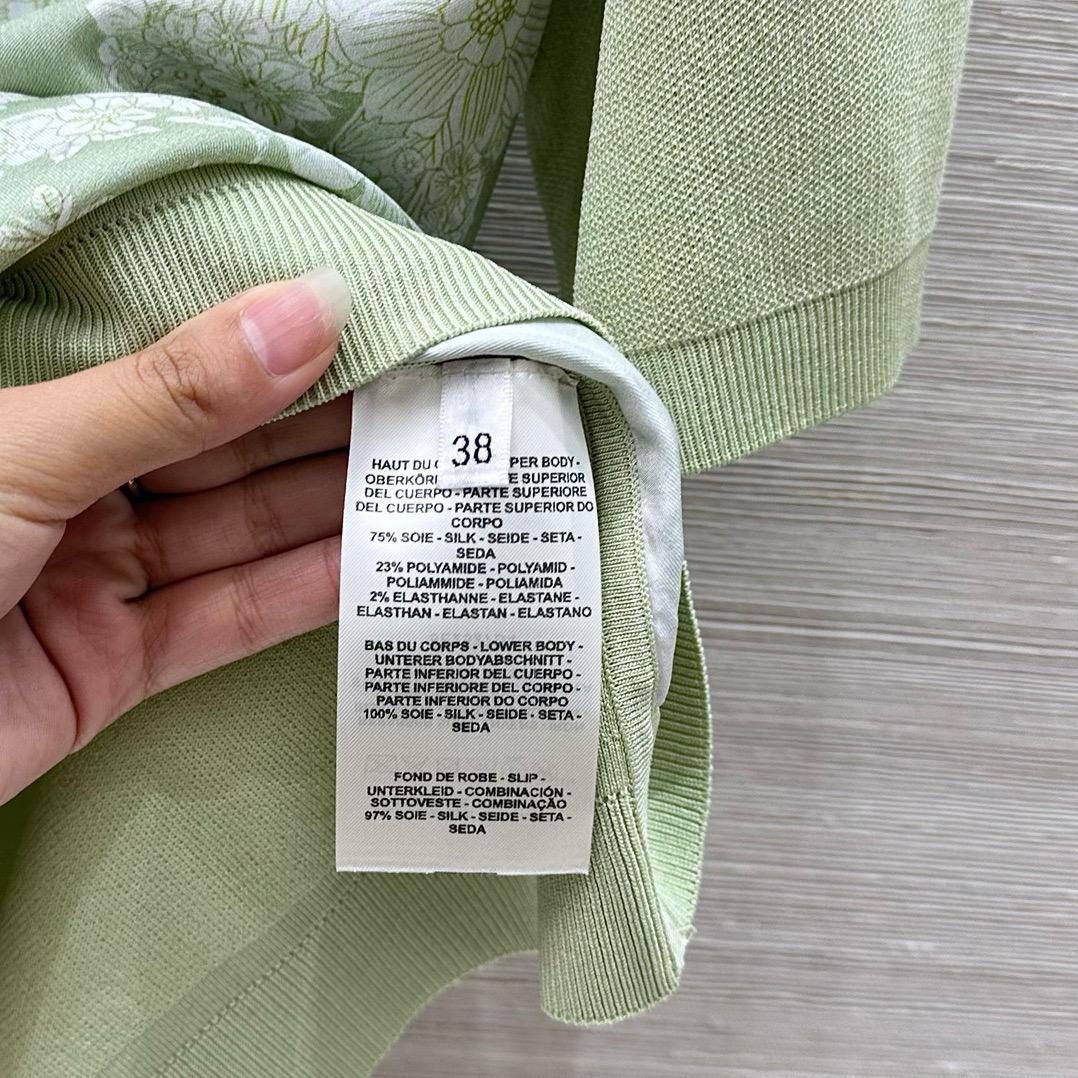 38
HAUT DU PER BODY -
E SUPERIOR
DEL CUERPO - PARTE SUPERIORE
DEL CUERPO - PARTE SUPERIOR DO
CORPO
75% SOIE - SILK - SEIDE - SETA -
SEDA
23% POLYAMIDE - POLYAMID -
POLIAMMIDE - POLIAMIDA
2% ELASTHANNE - ELASTANE -
ELASTHAN - ELASTAN - ELASTANO
BAS DU CORPS - LOWER BODY -
UNTERER BODYABSCHNITT -
PARTE INFERIOR DEL CUERPO -
PARTE INFERIORE DEL CORPO -
PARTE INFERIOR DO CORPO
100% SOIE - SILK - SEIDE - SETA -
SEDA
FOND DE ROBE - SLIP -
UNTERKLEID - COMBINACIÓN -
SOTTOVESTE - COMBINAÇÃO
97% SOIE - SILK - SEIDE - SETA -
SEDA